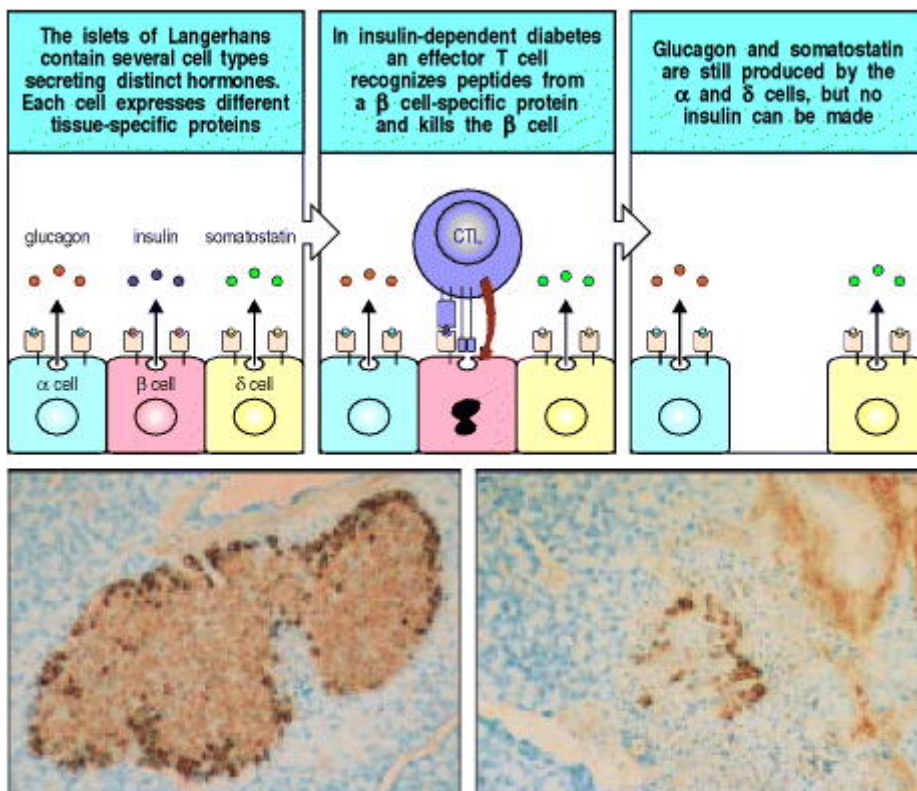 The islets of Langerhans
contain several cell types
secreting distinct hormones.
Each cell expresses different
tissue-specific proteins
In insulin-dependent diabetes
an effector T cell
recognizes peptides from
a β cell-specific protein
and kills the β cell
Glucagon and somatostatin
are still produced by the
α and δ cells, but no
insulin can be made
glucagon insulin somatostatin
CTL
α cell β cell δ cell